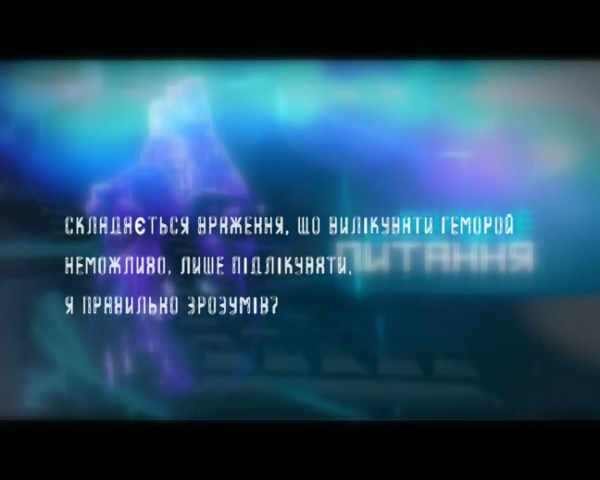 СКЛАДАЄТЬСЯ ВРАЖЕННЯ, ЩО ВИЛІКУВАТИ ГЕМОРОЙ
ПИТАННЯ
НЕМОЖЛИВО, ЛИШЕ ПІДЛІКУВАТИ.
Я ПРАВИЛЬНО ЗРОЗУМІВ?